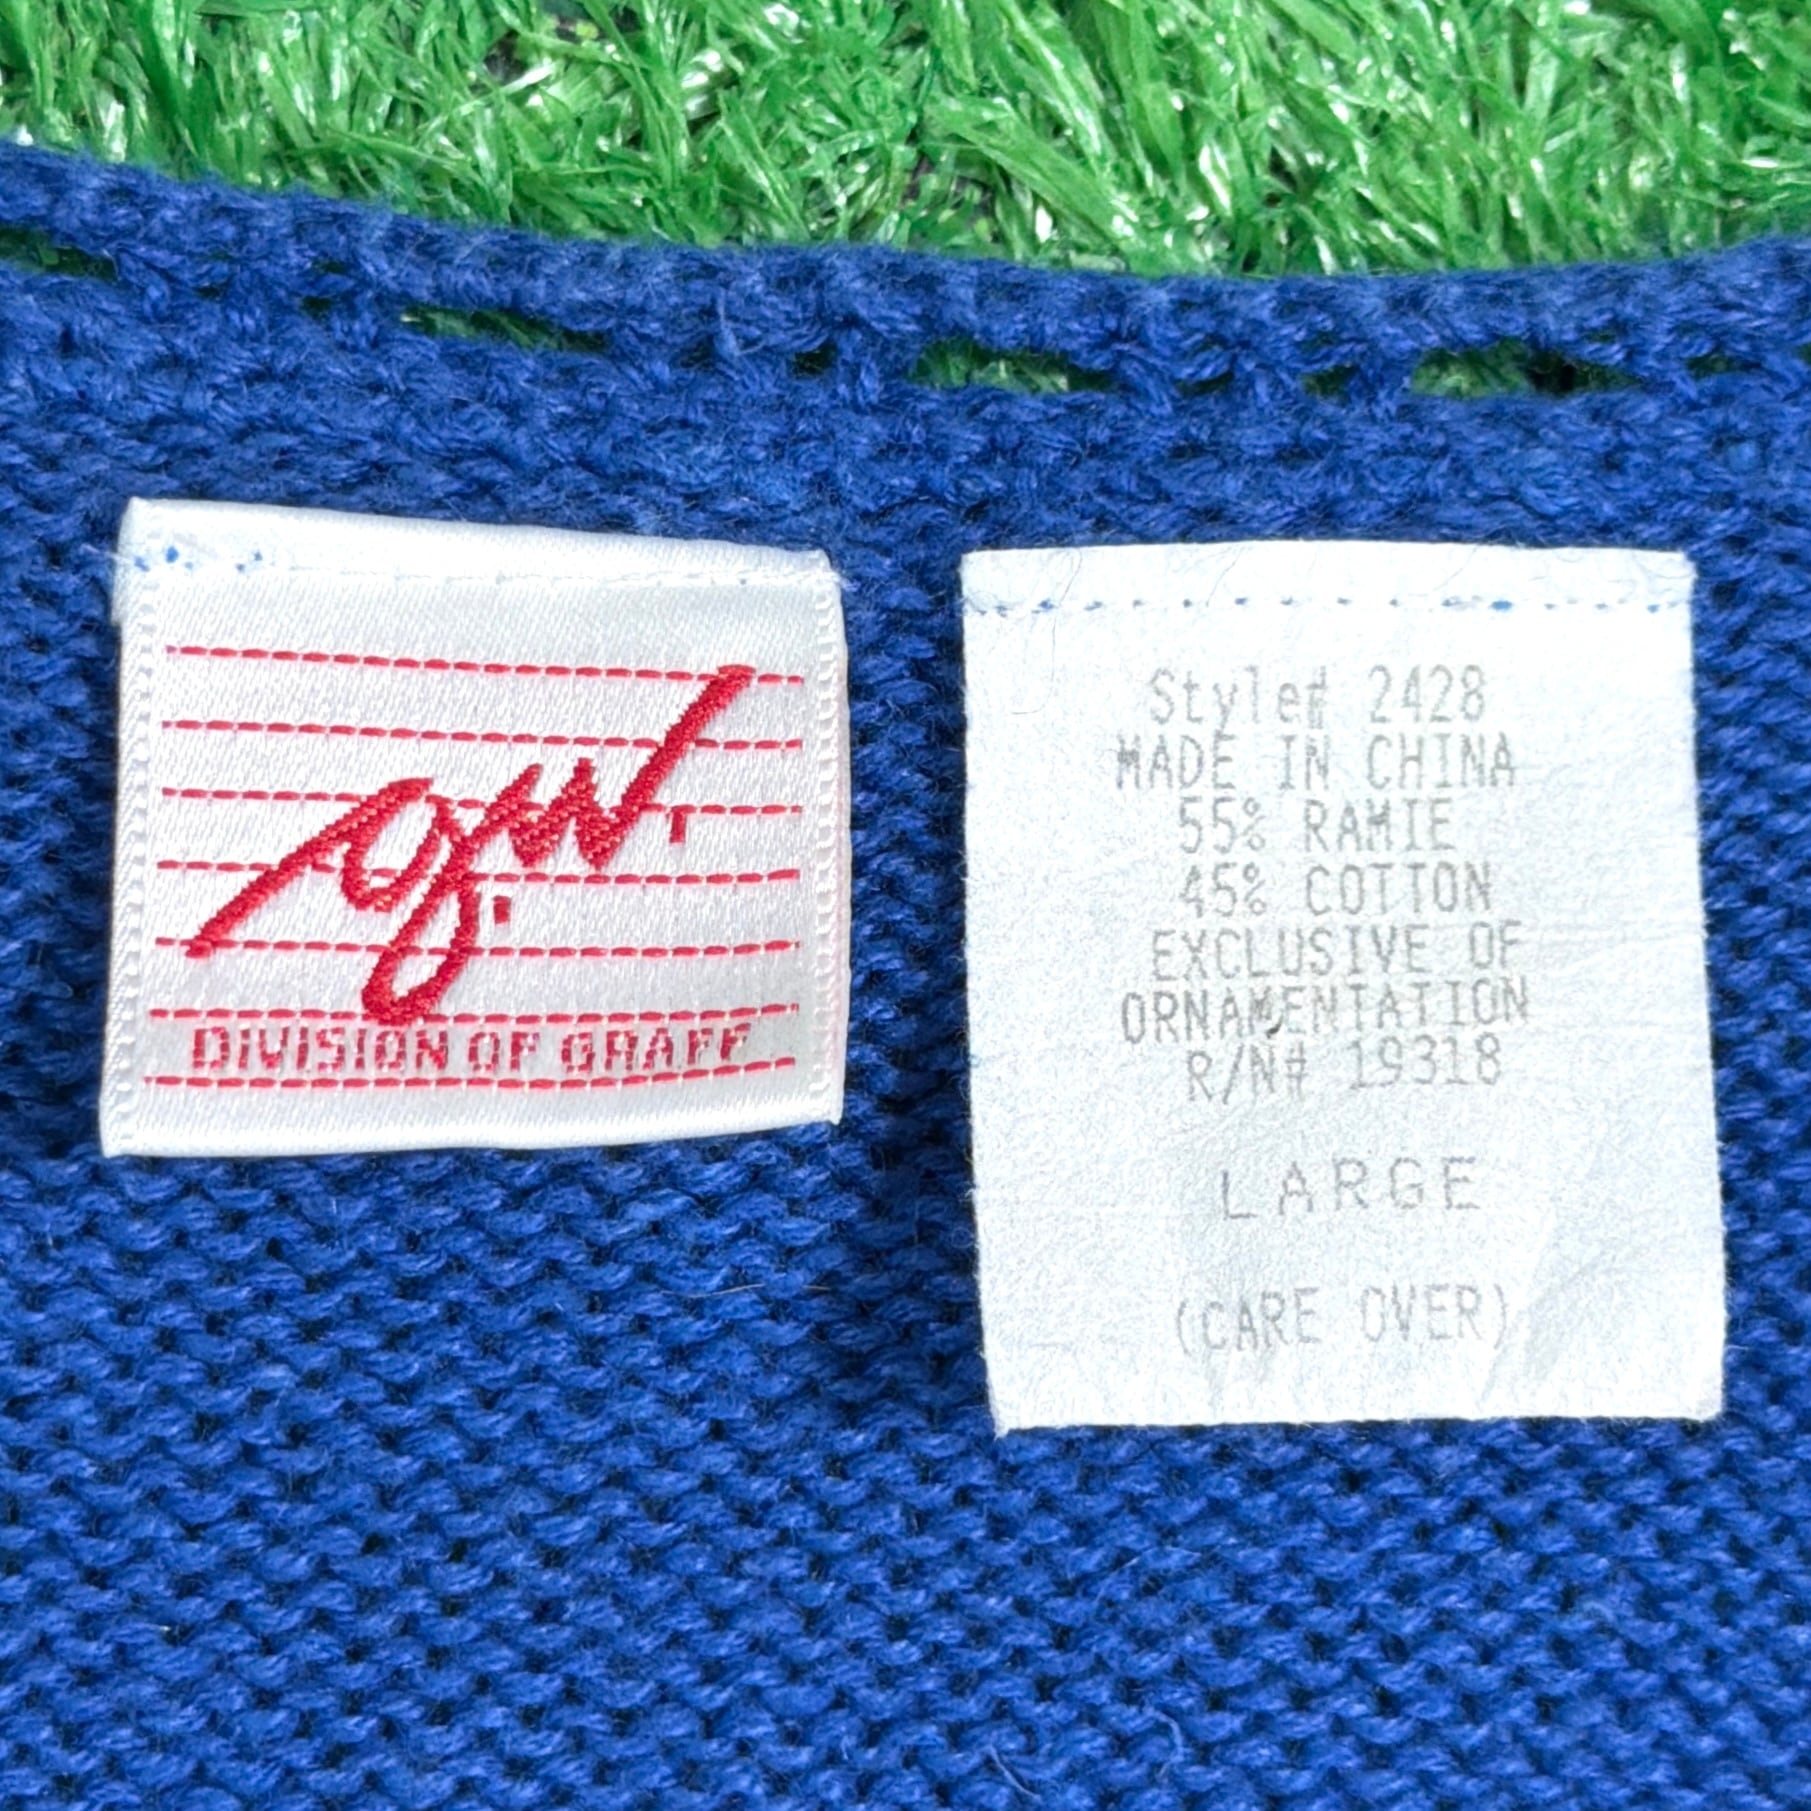 g.w.
DIVISION OF GRAFF
Style# 2428
MADE IN CHINA
55% RAMIE
45% COTTON
EXCLUSIVE OF
ORNAMENTATION
R/N# 19318
LARGE
(CARE OVER)